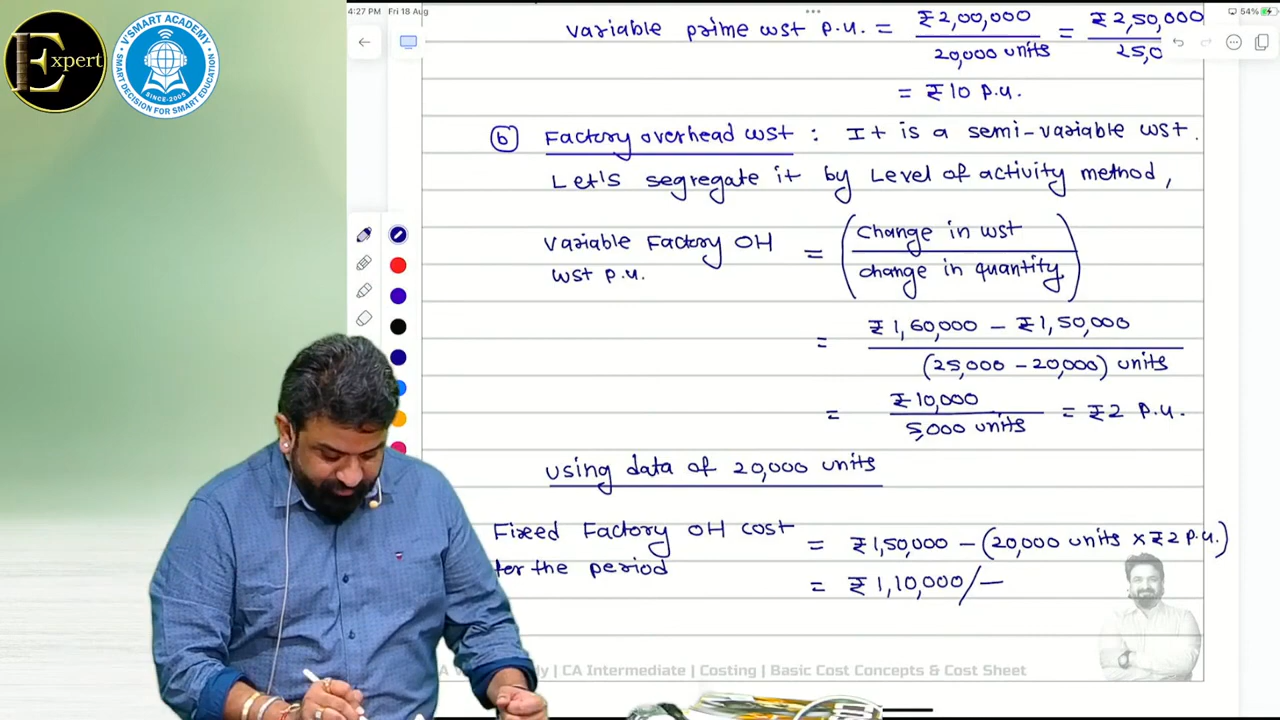 4:27 PM Fri 18 Aug
54%
Expert
V'SMART ACADEMY
SINCE-2005
SMART DECISION FOR SMART EDUCATION
variable prime cost p.u. = ₹2,00,000 / 20,000 units = ₹2,50,000 / 25,0
= ₹10 p.u.
(b) Factory overhead cost : It is a semi-variable cost.
Let's segregate it by Level of activity method,
variable Factory OH cost p.u. = (change in cost / change in quantity)
= ₹1,60,000 – ₹1,50,000 / (25,000 – 20,000) units
= ₹10,000 / 5,000 units = ₹2 p.u.
using data of 20,000 units
Fixed Factory OH cost for the period = ₹1,50,000 – (20,000 units × ₹2 p.u.)
= ₹1,10,000/–
| CA Intermediate | Costing | Basic Cost Concepts & Cost Sheet